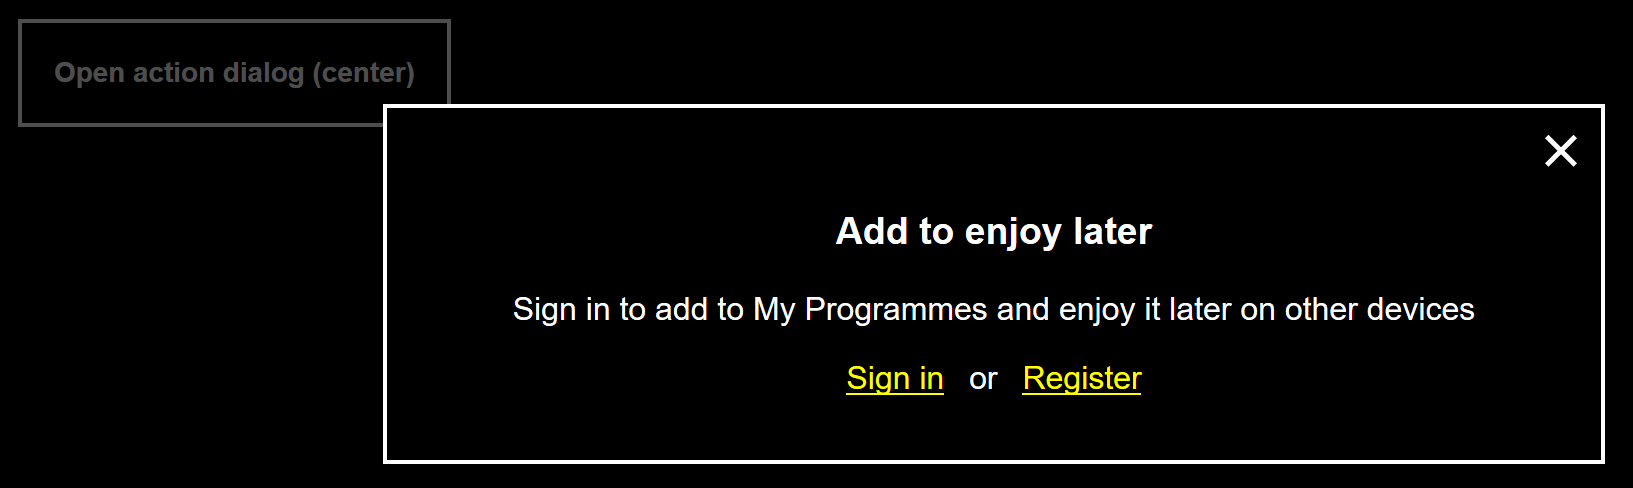 Open action dialog (center)
Add to enjoy later
Sign in to add to My Programmes and enjoy it later on other devices
Sign in or Register